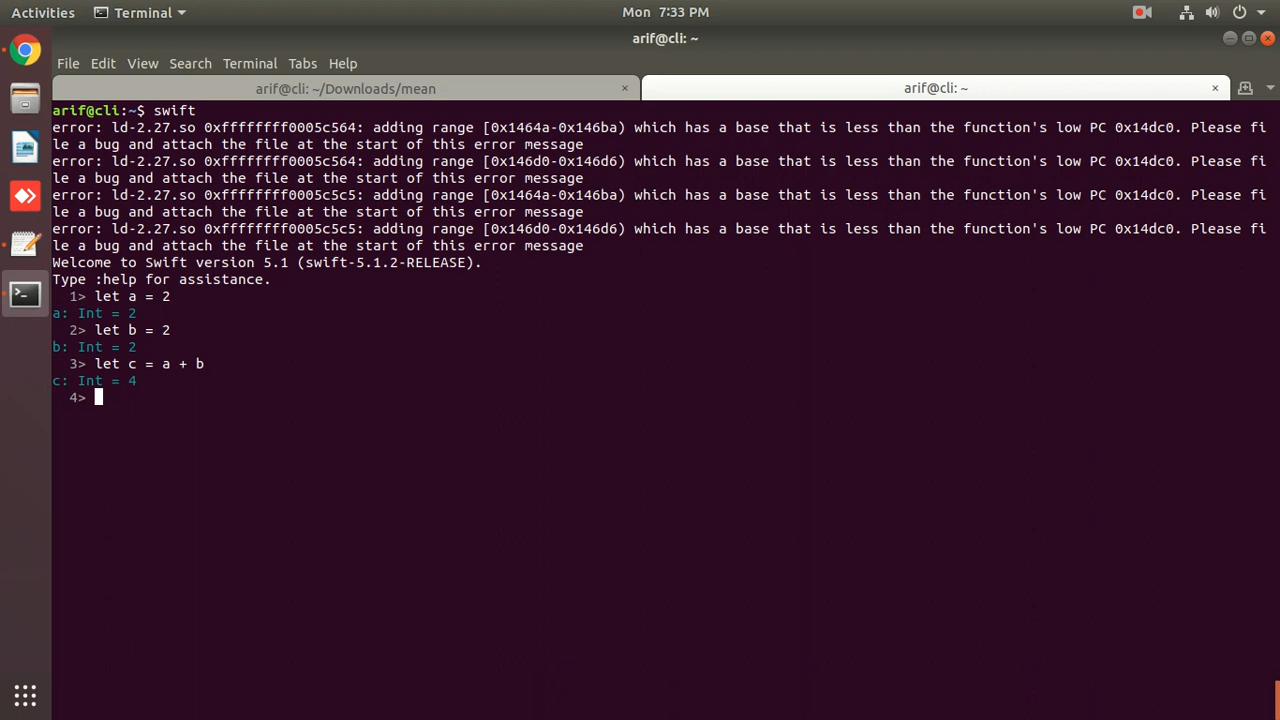 Activities Terminal Mon 7:33 PM
arif@cli: ~
File Edit View Search Terminal Tabs Help
arif@cli: ~/Downloads/mean × arif@cli: ~ ×
arif@cli:~$ swift
error: ld-2.27.so 0xffffffff0005c564: adding range [0x1464a-0x146ba) which has a base that is less than the function's low PC 0x14dc0. Please fi
le a bug and attach the file at the start of this error message
error: ld-2.27.so 0xffffffff0005c564: adding range [0x146d0-0x146d6) which has a base that is less than the function's low PC 0x14dc0. Please fi
le a bug and attach the file at the start of this error message
error: ld-2.27.so 0xffffffff0005c5c5: adding range [0x1464a-0x146ba) which has a base that is less than the function's low PC 0x14dc0. Please fi
le a bug and attach the file at the start of this error message
error: ld-2.27.so 0xffffffff0005c5c5: adding range [0x146d0-0x146d6) which has a base that is less than the function's low PC 0x14dc0. Please fi
le a bug and attach the file at the start of this error message
Welcome to Swift version 5.1 (swift-5.1.2-RELEASE).
Type :help for assistance.
1> let a = 2
a: Int = 2
2> let b = 2
b: Int = 2
3> let c = a + b
c: Int = 4
4>